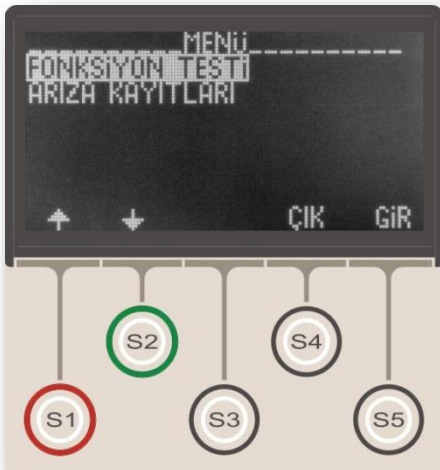 MENÜ
FONKSİYON TESTİ
ARIZA KAYITLARI
ÇIK GİR
S2 S4
S1 S3 S5